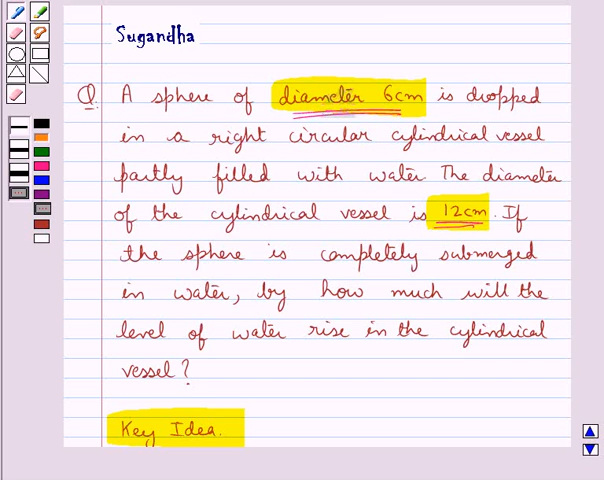 Sugandha
Q A sphere of diameter 6cm is dropped
in a right circular cylindrical vessel
partly filled with water The diameter
of the cylindrical vessel is 12cm. If
the sphere is completely submerged
in water, by how much will the
level of water rise in the cylindrical
vessel?
Key Idea.